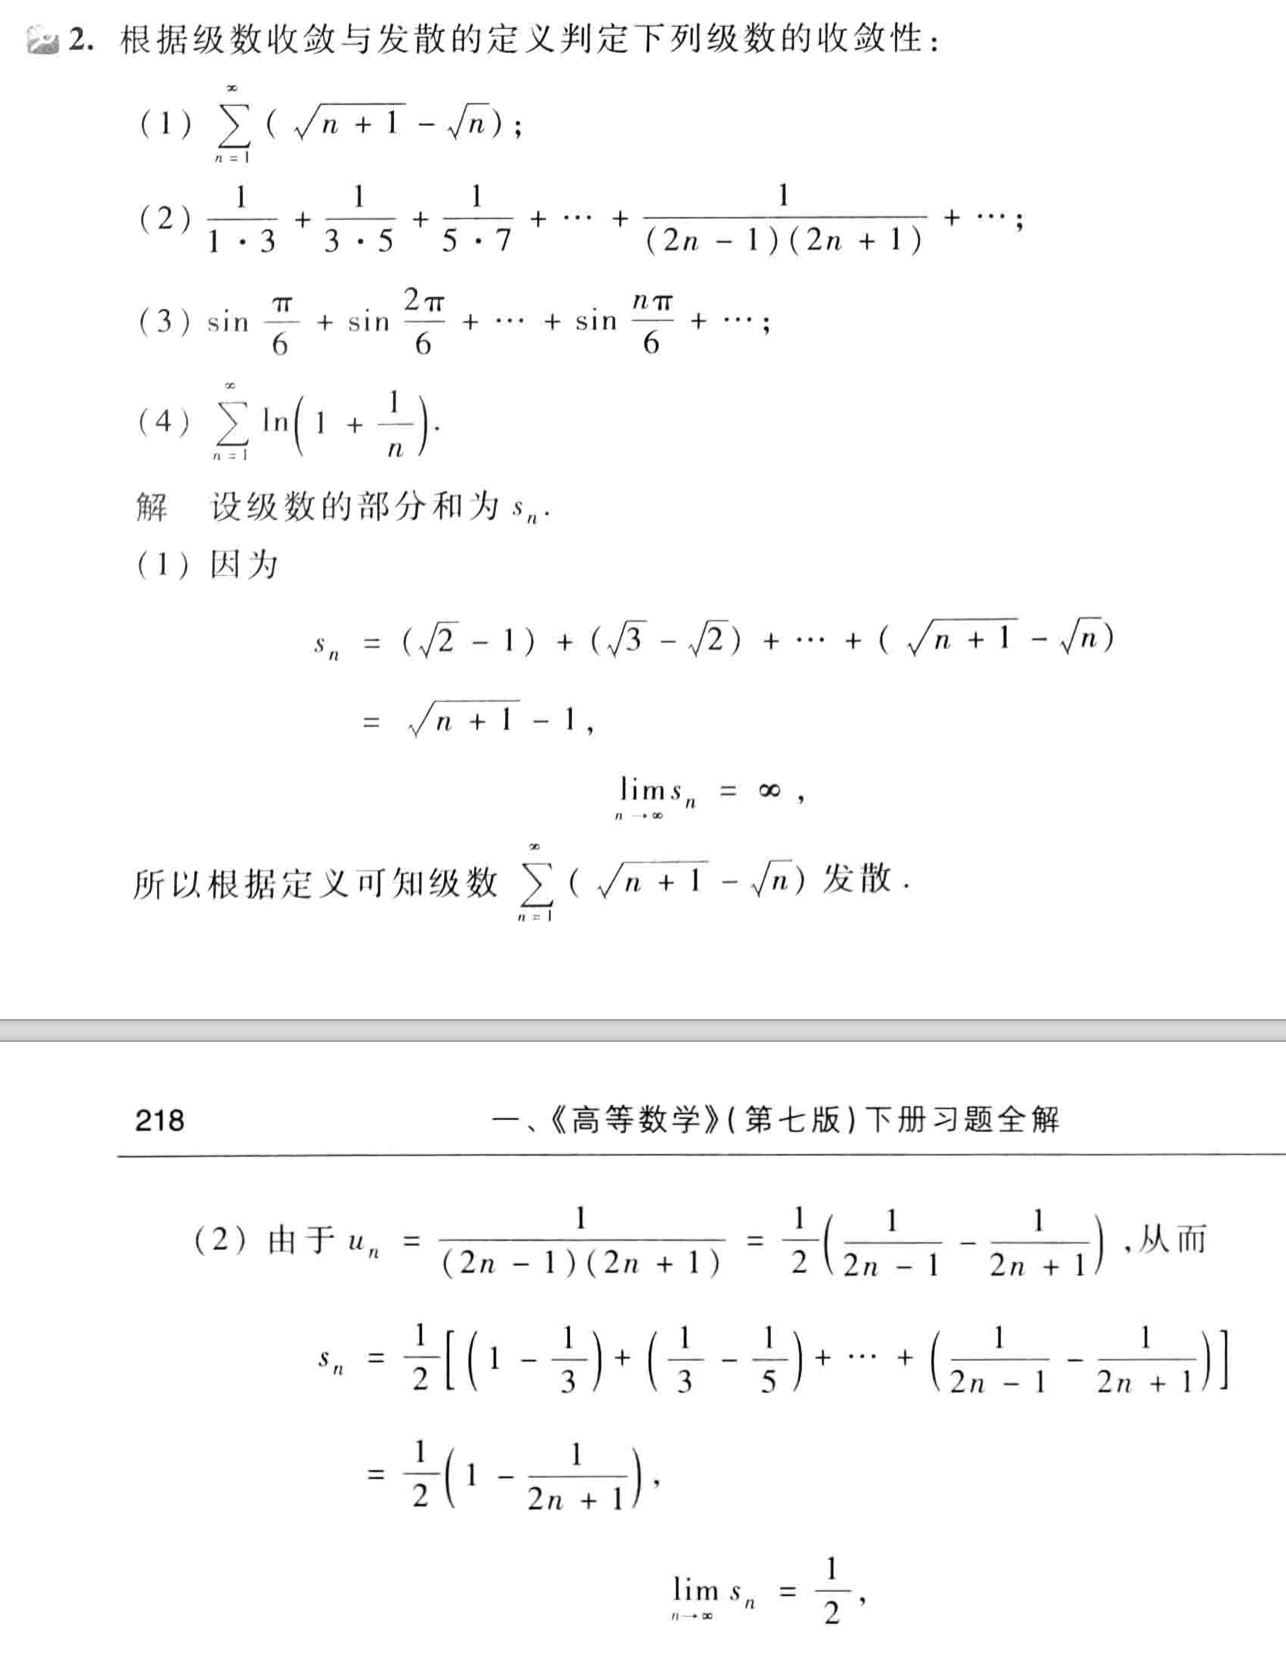 2. 根据级数收敛与发散的定义判定下列级数的收敛性:
(1) $\sum_{n=1}^{\infty} (\sqrt{n+1} - \sqrt{n})$;
(2) $\frac{1}{1 \cdot 3} + \frac{1}{3 \cdot 5} + \frac{1}{5 \cdot 7} + \cdots + \frac{1}{(2n-1)(2n+1)} + \cdots$;
(3) $\sin \frac{\pi}{6} + \sin \frac{2\pi}{6} + \cdots + \sin \frac{n\pi}{6} + \cdots$;
(4) $\sum_{n=1}^{\infty} \ln\left(1 + \frac{1}{n}\right)$.
解 设级数的部分和为 $s_n$.
(1) 因为
$s_n = (\sqrt{2} - 1) + (\sqrt{3} - \sqrt{2}) + \cdots + (\sqrt{n+1} - \sqrt{n})$
$= \sqrt{n+1} - 1,$
$\lim_{n \to \infty} s_n = \infty,$
所以根据定义可知级数 $\sum_{n=1}^{\infty} (\sqrt{n+1} - \sqrt{n})$ 发散.
218 一、《高等数学》(第七版)下册习题全解
(2) 由于 $u_n = \frac{1}{(2n-1)(2n+1)} = \frac{1}{2}\left(\frac{1}{2n-1} - \frac{1}{2n+1}\right)$,从而
$s_n = \frac{1}{2}\left[\left(1 - \frac{1}{3}\right) + \left(\frac{1}{3} - \frac{1}{5}\right) + \cdots + \left(\frac{1}{2n-1} - \frac{1}{2n+1}\right)\right]$
$= \frac{1}{2}\left(1 - \frac{1}{2n+1}\right),$
$\lim_{n \to \infty} s_n = \frac{1}{2},$